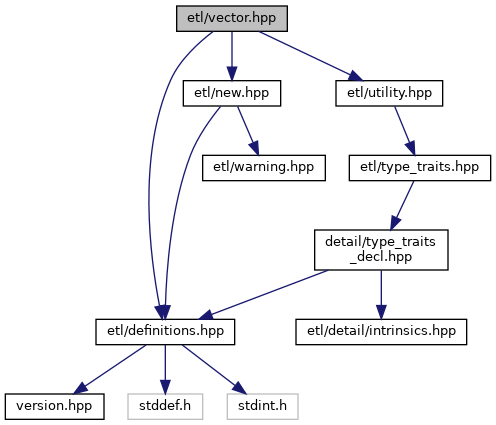 etl/vector.hpp
etl/new.hpp
etl/utility.hpp
etl/warning.hpp
etl/type_traits.hpp
detail/type_traits
_decl.hpp
etl/definitions.hpp
etl/detail/intrinsics.hpp
version.hpp
stddef.h
stdint.h